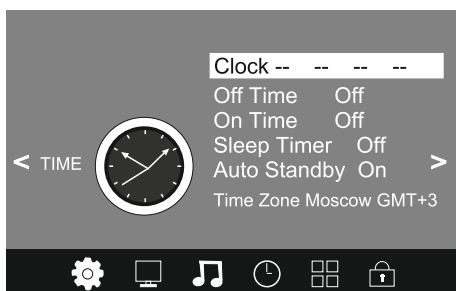 Clock -- -- -- --
Off Time Off
On Time Off
Sleep Timer Off
< TIME Auto Standby On >
Time Zone Moscow GMT+3